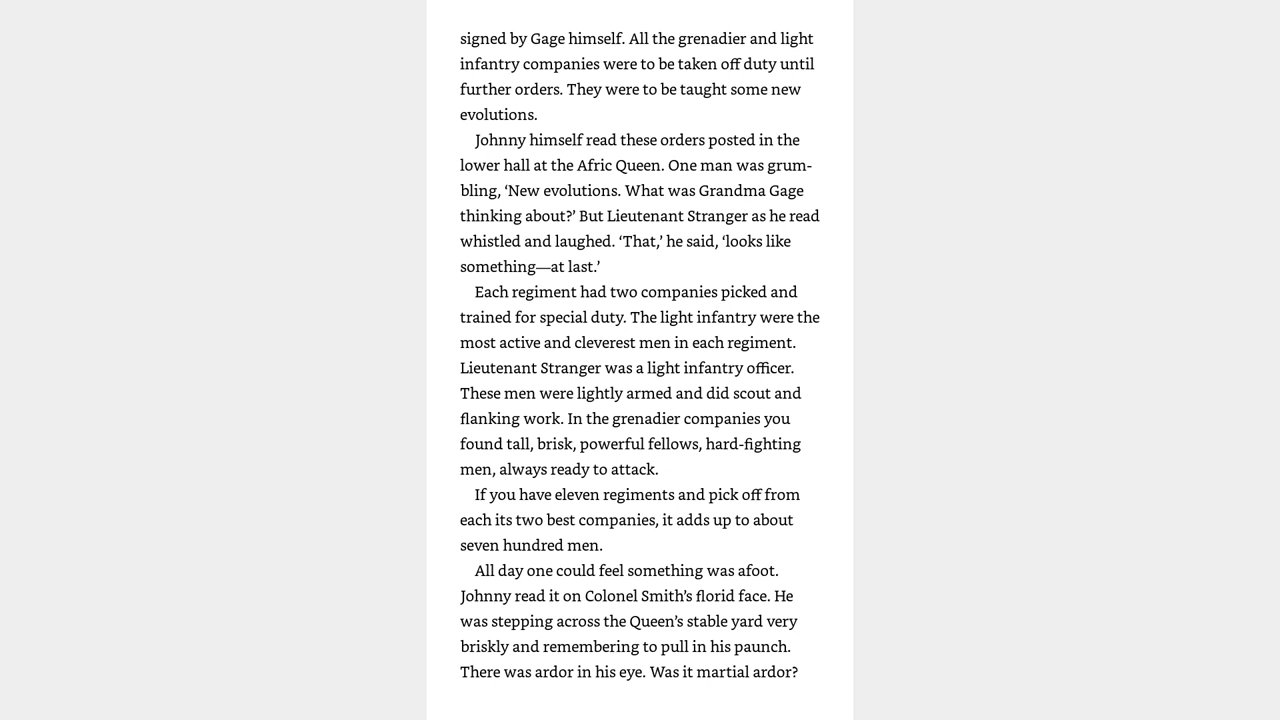 signed by Gage himself. All the grenadier and light
infantry companies were to be taken off duty until
further orders. They were to be taught some new
evolutions.
Johnny himself read these orders posted in the
lower hall at the Afric Queen. One man was grum-
bling, ‘New evolutions. What was Grandma Gage
thinking about?’ But Lieutenant Stranger as he read
whistled and laughed. ‘That,’ he said, ‘looks like
something—at last.’
Each regiment had two companies picked and
trained for special duty. The light infantry were the
most active and cleverest men in each regiment.
Lieutenant Stranger was a light infantry officer.
These men were lightly armed and did scout and
flanking work. In the grenadier companies you
found tall, brisk, powerful fellows, hard-fighting
men, always ready to attack.
If you have eleven regiments and pick off from
each its two best companies, it adds up to about
seven hundred men.
All day one could feel something was afoot.
Johnny read it on Colonel Smith’s florid face. He
was stepping across the Queen’s stable yard very
briskly and remembering to pull in his paunch.
There was ardor in his eye. Was it martial ardor?